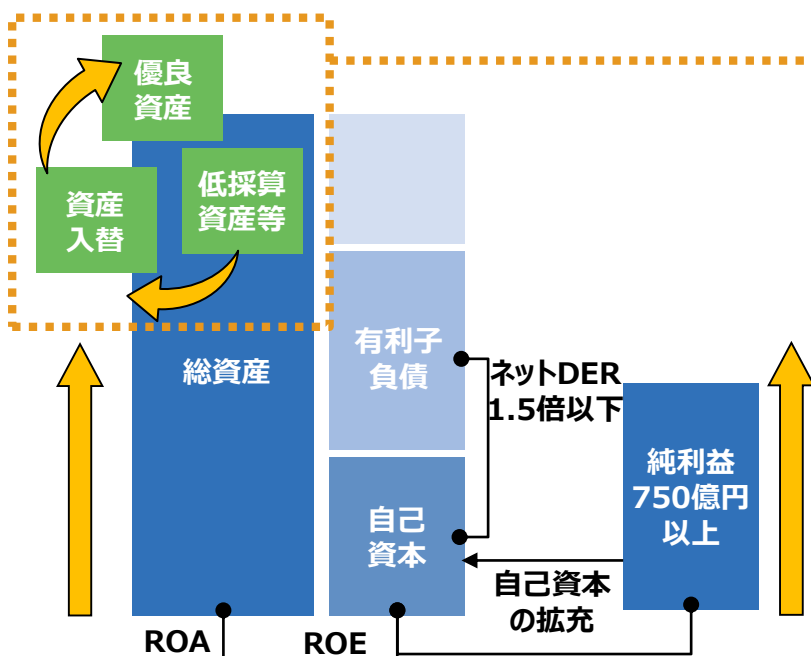 優良
資産
資産
入替
低採算
資産等
総資産
有利子
負債
ネットDER
1.5倍以下
自己
資本
純利益
750億円
以上
自己資本
の拡充
ROA
ROE